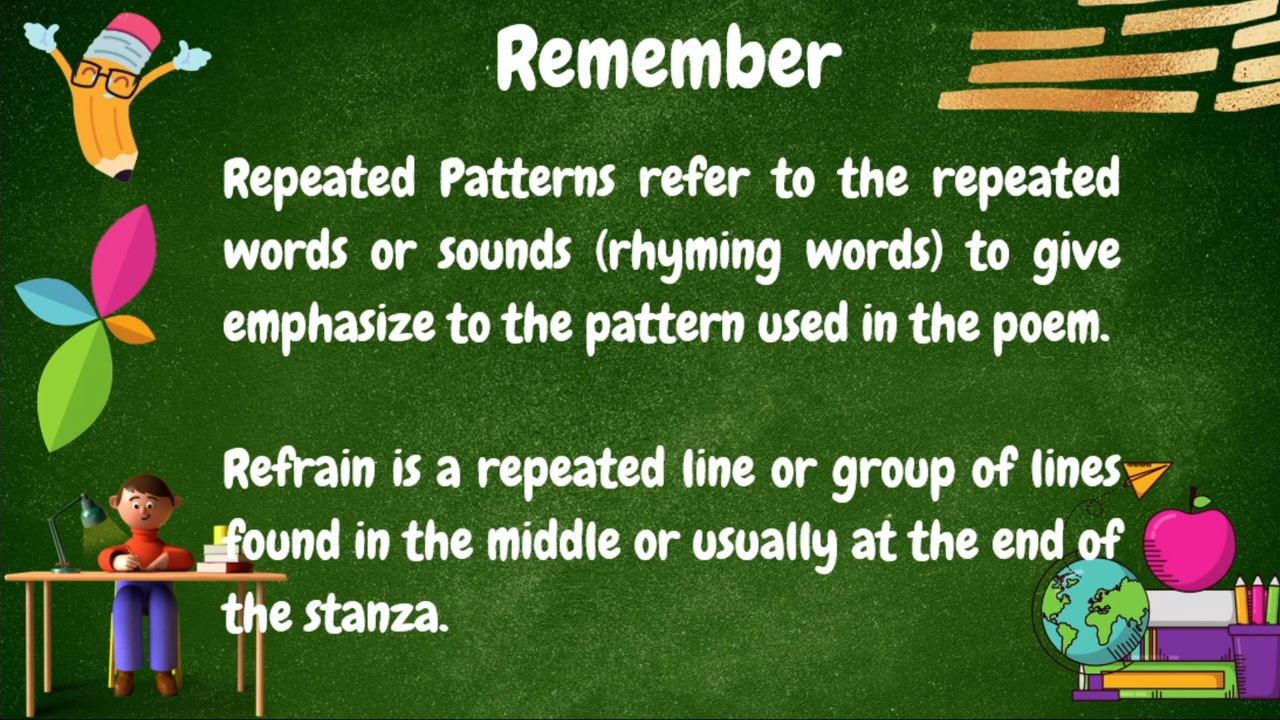 Remember
Repeated Patterns refer to the repeated
words or sounds (rhyming words) to give
emphasize to the pattern used in the poem.
Refrain is a repeated line or group of lines
found in the middle or usually at the end of
the stanza.